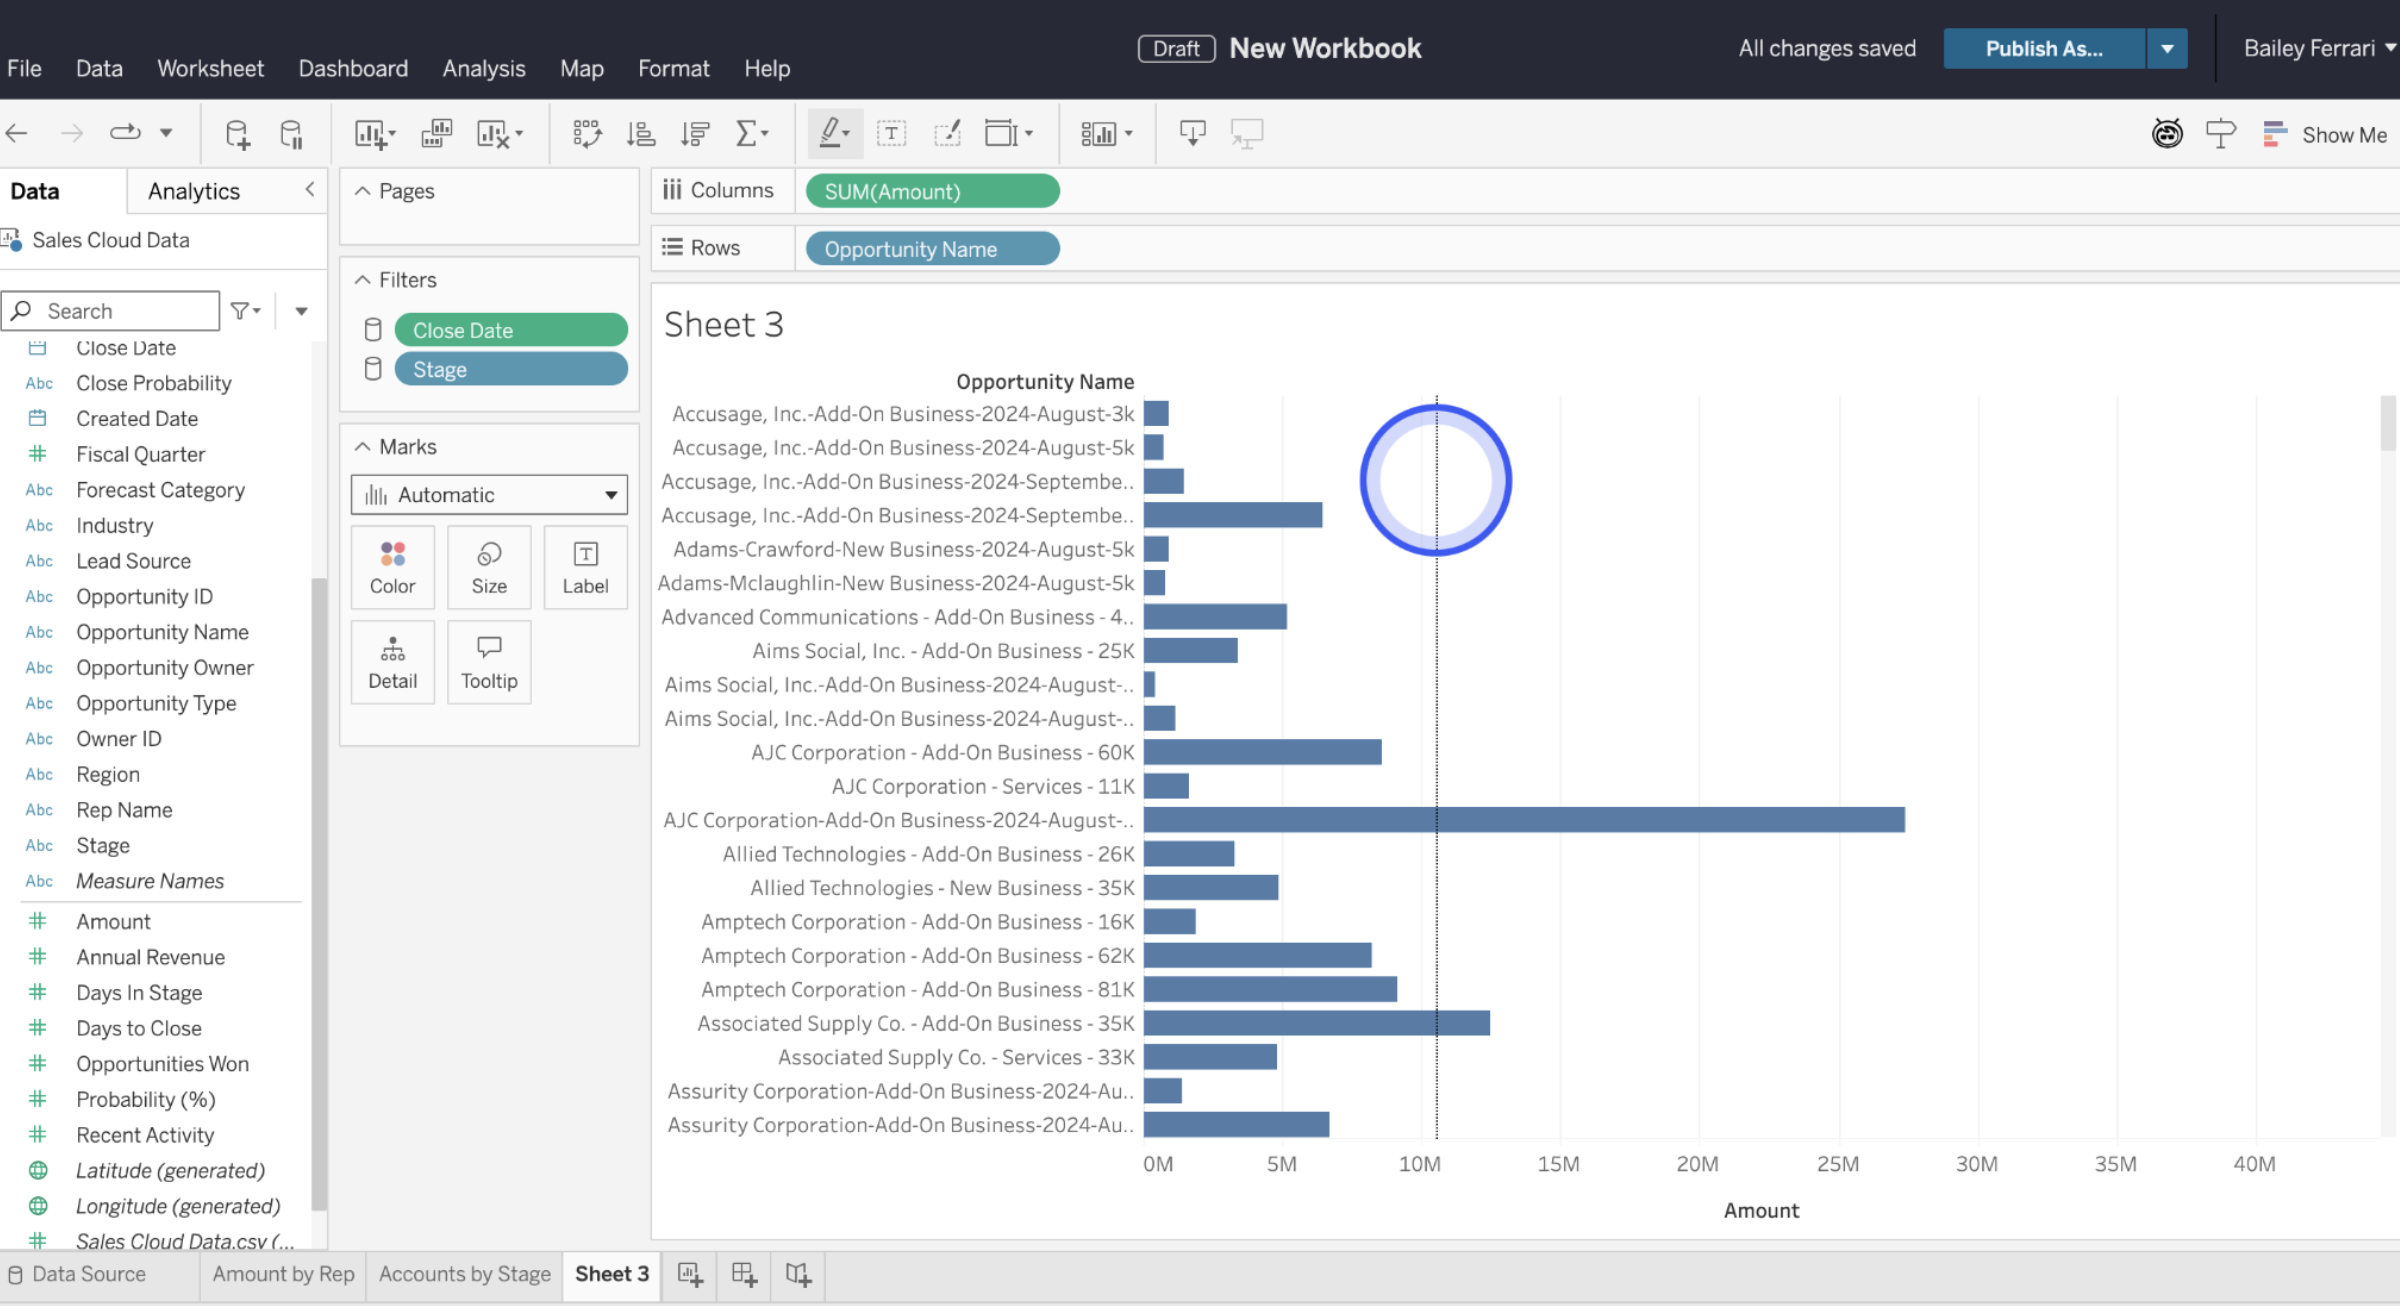 Draft New Workbook
All changes saved
Publish As...
Bailey Ferrari
File Data Worksheet Dashboard Analysis Map Format Help
Show Me
Data
Analytics
Sales Cloud Data
Search
Close Date
Abc Close Probability
Created Date
Fiscal Quarter
Abc Forecast Category
Abc Industry
Abc Lead Source
Abc Opportunity ID
Abc Opportunity Name
Abc Opportunity Owner
Abc Opportunity Type
Abc Owner ID
Abc Region
Abc Rep Name
Abc Stage
Abc Measure Names
Amount
Annual Revenue
Days In Stage
Days to Close
Opportunities Won
Probability (%)
Recent Activity
Latitude (generated)
Longitude (generated)
Sales Cloud Data.csv (...
Pages
Filters
Close Date
Stage
Marks
Automatic
Color
Size
Label
Detail
Tooltip
Columns
SUM(Amount)
Rows
Opportunity Name
Sheet 3
Opportunity Name
Accusage, Inc.-Add-On Business-2024-August-3k
Accusage, Inc.-Add-On Business-2024-August-5k
Accusage, Inc.-Add-On Business-2024-Septembe..
Accusage, Inc.-Add-On Business-2024-Septembe..
Adams-Crawford-New Business-2024-August-5k
Adams-Mclaughlin-New Business-2024-August-5k
Advanced Communications - Add-On Business - 4..
Aims Social, Inc. - Add-On Business - 25K
Aims Social, Inc.-Add-On Business-2024-August-..
Aims Social, Inc.-Add-On Business-2024-August-..
AJC Corporation - Add-On Business - 60K
AJC Corporation - Services - 11K
AJC Corporation-Add-On Business-2024-August-..
Allied Technologies - Add-On Business - 26K
Allied Technologies - New Business - 35K
Amptech Corporation - Add-On Business - 16K
Amptech Corporation - Add-On Business - 62K
Amptech Corporation - Add-On Business - 81K
Associated Supply Co. - Add-On Business - 35K
Associated Supply Co. - Services - 33K
Assurity Corporation-Add-On Business-2024-Au..
Assurity Corporation-Add-On Business-2024-Au..
0M 5M 10M 15M 20M 25M 30M 35M 40M
Amount
Data Source
Amount by Rep
Accounts by Stage
Sheet 3